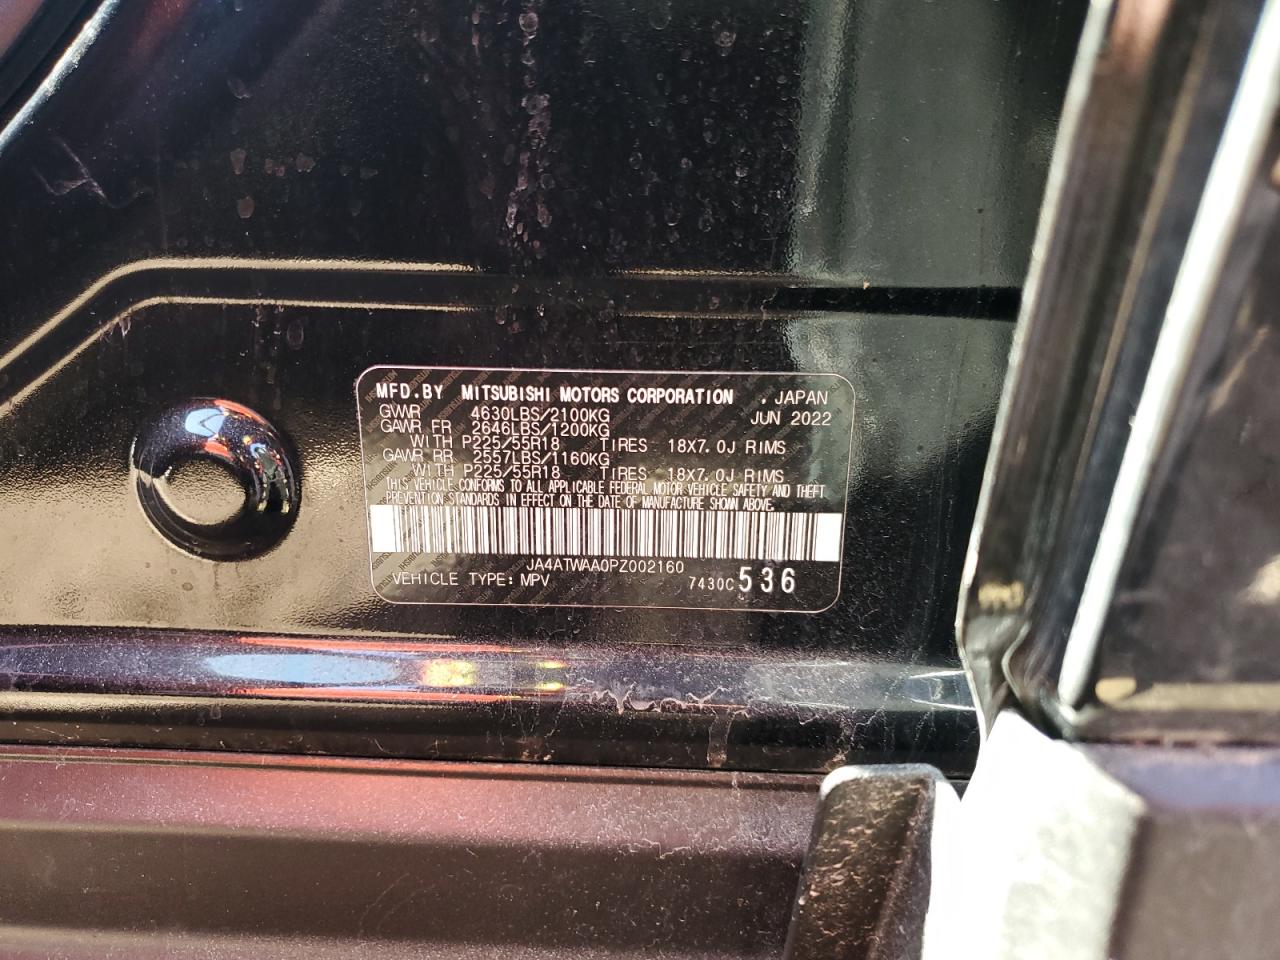 MFD.BY MITSUBISHI MOTORS CORPORATION . JAPAN
GWR 4630LBS/2100KG JUN 2022
GAWR FR 2646LBS/1200KG
WITH P225/55R18 TIRES 18X7.0J RIMS
GAWR RR 2557LBS/1160KG
WITH P225/55R18 TIRES 18X7.0J RIMS
THIS VEHICLE CONFORMS TO ALL APPLICABLE FEDERAL MOTOR VEHICLE SAFETY AND THEFT
PREVENTION STANDARDS IN EFFECT ON THE DATE OF MANUFACTURE SHOWN ABOVE.
JA4ATWAA0PZ002160
VEHICLE TYPE: MPV 7430C 536